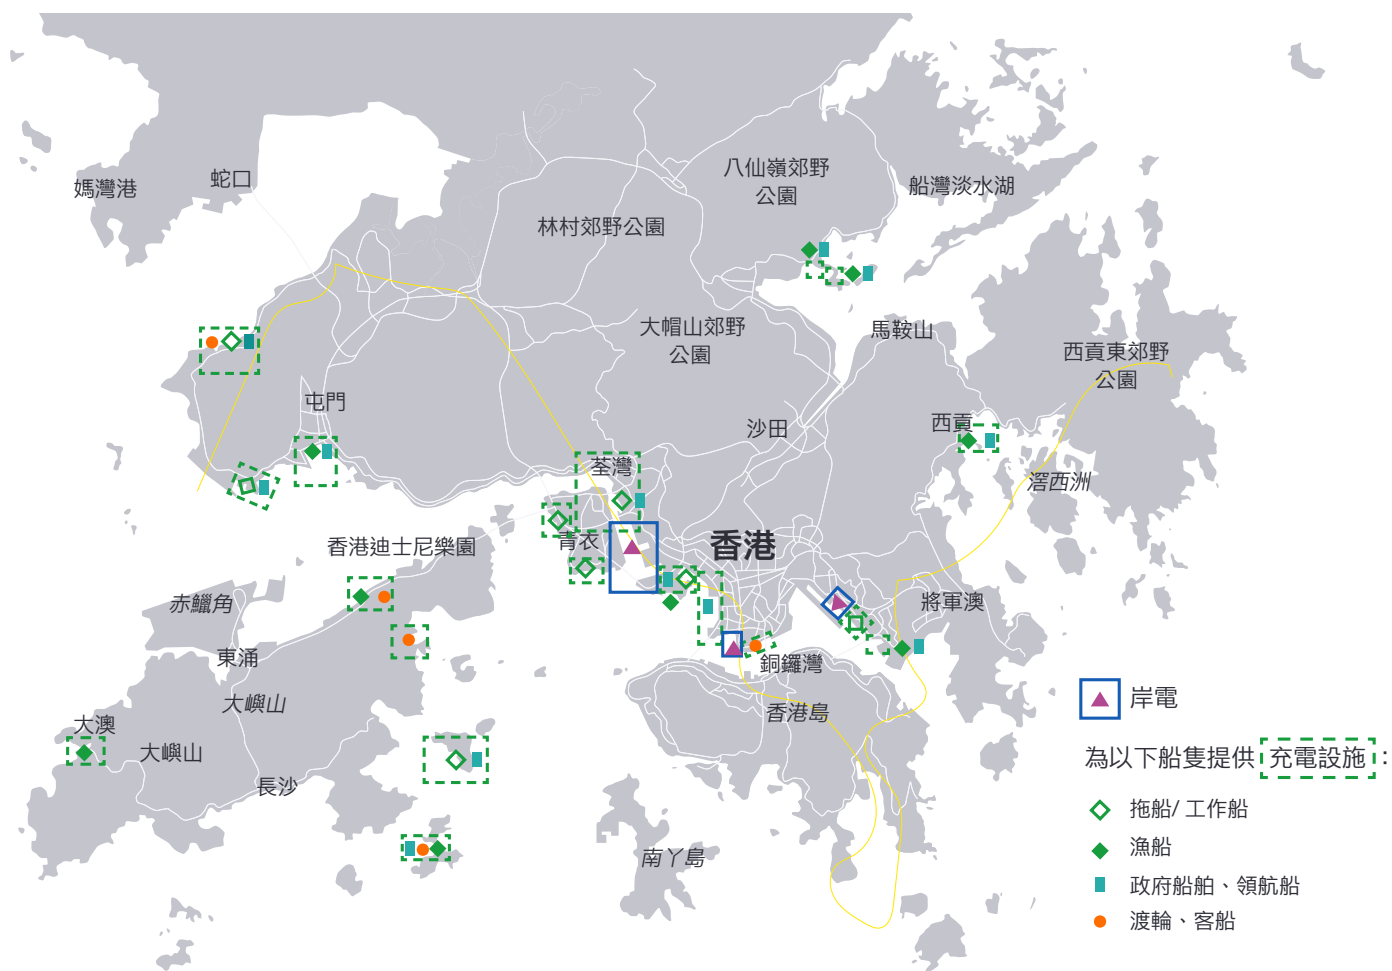 八仙嶺郊野
公園
蛇口
媽灣港
船灣淡水湖
林村郊野公園
大帽山郊野
公園
馬鞍山
西貢東郊野
公園
屯門
沙田
西貢
荃灣
滘西洲
青衣
香港
香港迪士尼樂園
赤鱲角
將軍澳
東涌
銅鑼灣
大嶼山
香港島
大澳
大嶼山
長沙
南丫島
岸電
為以下船隻提供 充電設施：
拖船/ 工作船
漁船
政府船舶、領航船
渡輪、客船